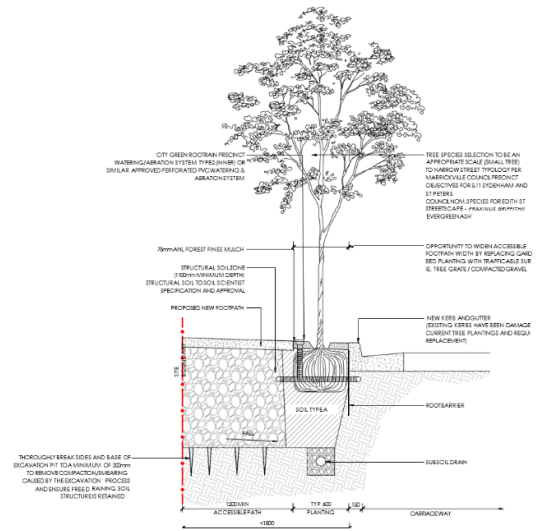 CITY GREEN ROOTRAIN PRECINCT
WATERING/AERATION SYSTEM TYPE2 (INNER) OR
SIMILAR APPROVED PERFORATED PVC WATERING &
AERATION SYSTEM
75mm ANL FOREST FINES MULCH
STRUCTURAL SOIL ZONE
(1100mm MINIMUM DEPTH)
STRUCTURAL SOIL TO SOIL SCIENTIST
SPECIFICATION AND APPROVAL
PROPOSED NEW FOOTPATH
SITE
BOUNDARY
THOROUGHLY BREAK SIDES AND BASE OF
EXCAVATION PIT TO A MINIMUM OF 300mm
TO REMOVE COMPACTION/SMEARING
CAUSED BY THE EXCAVATION PROCESS
AND ENSURE FREE DRAINING SOIL
STRUCTURE IS RETAINED
TREE SPECIES SELECTION TO BE AN
APPROPRIATE SCALE (SMALL TREE)
TO NARROW STREET TYPOLOGY PER
MARRICKVILLE COUNCIL PRECINCT
OBJECTIVES FOR 5.11 SYDENHAM AND
ST PETERS
COUNCIL NOM. SPECIES FOR EDITH ST
STREETSCAPE - FRAXINUS GRIFFITHII
'EVERGREEN ASH'
OPPORTUNITY TO WIDEN ACCESSIBLE
FOOTPATH WIDTH BY REPLACING GARD
BED PLANTING WITH TRAFFICABLE SUR
IE. TREE GRATE / COMPACTED GRAVEL
NEW KERB AND GUTTER
(EXISTING KERBS HAVE BEEN DAMAGE
CURRENT TREE PLANTINGS AND REQUI
REPLACEMENT)
SOIL TYPE A
ROOT BARRIER
FALL
SUBSOIL DRAIN
1200 MIN
ACCESSIBLE PATH
TYP. 600
PLANTING
150
CARRIAGEWAY
<1800